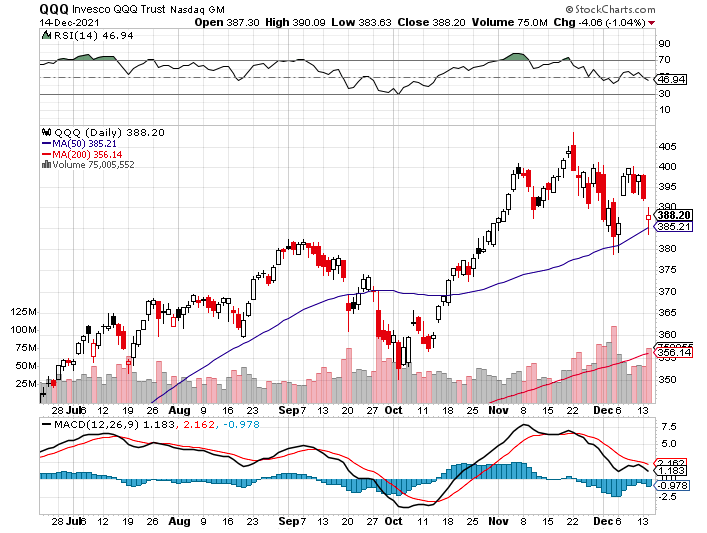 QQQ Invesco QQQ Trust Nasdaq GM © StockCharts.com
14-Dec-2021 Open 387.30 High 390.09 Low 383.63 Close 388.20 Volume 75.0M Chg -4.06 (-1.04%)
RSI(14) 46.94
90
70
50
46.94
30
10
QQQ (Daily) 388.20
MA(50) 385.21
MA(200) 356.14
Volume 75,005,552
405
400
395
390
388.20
385.21
380
375
370
365
360
356.14
350
125M
100M
75M
50M
25M
28 Jul 6 12 19 26 Aug 9 16 23 Sep 7 13 20 27 Oct 11 18 25 Nov 8 15 22 Dec 6 13
MACD(12,26,9) 1.183, 2.162, -0.978
7.5
5.0
2.162
1.183
-0.978
-2.5
28 Jul 6 12 19 26 Aug 9 16 23 Sep 7 13 20 27 Oct 11 18 25 Nov 8 15 22 Dec 6 13